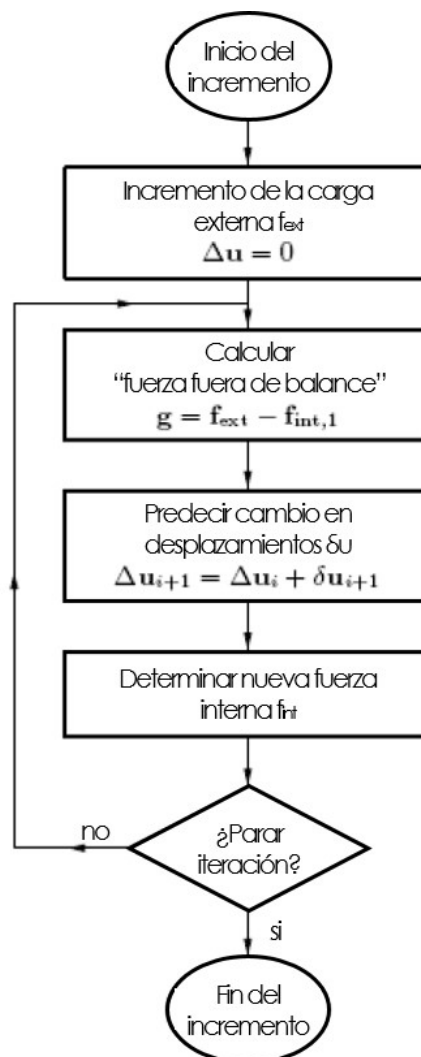 Inicio del
incremento
Incremento de la carga
externa fext
Δu = 0
Calcular
“fuerza fuera de balance”
g = fext − fint,1
Predecir cambio en
desplazamientos δu
Δui+1 = Δui + δui+1
Determinar nueva fuerza
interna fint
¿Parar
iteración?
no
si
Fin del
incremento